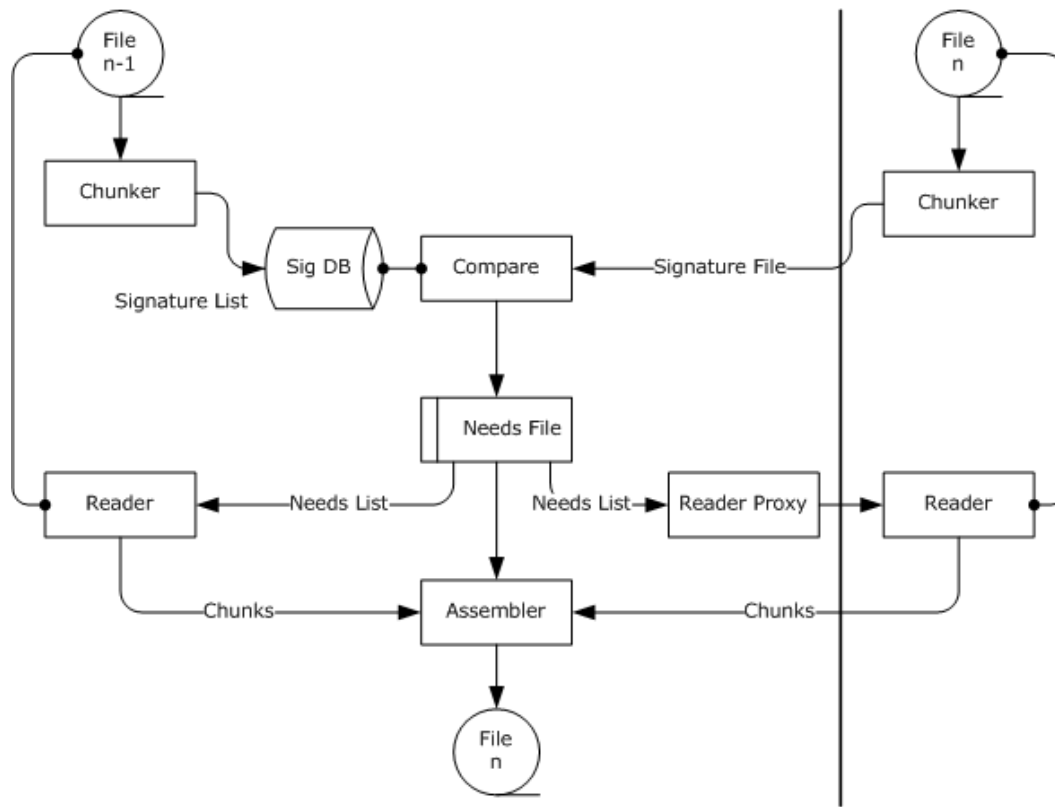 File
n-1
File
n
Chunker
Chunker
Sig DB
Compare
Signature File
Signature List
Needs File
Reader
Needs List
Needs List
Reader Proxy
Reader
Chunks
Assembler
Chunks
File
n